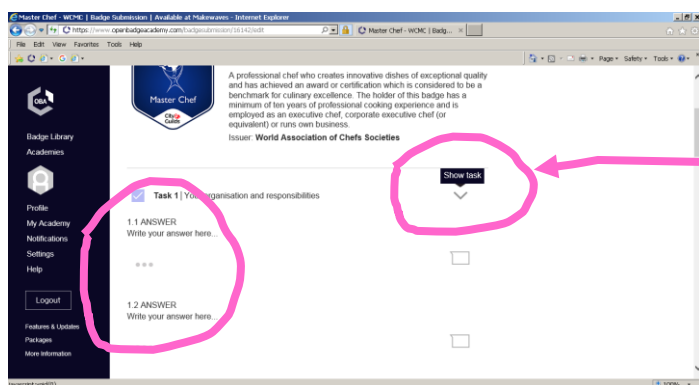 Master Chef - WCMC | Badge Submission | Available at Makewaves - Internet Explorer
https://www.openbadgeacademy.com/badgesubmission/16142/edit
Master Chef - WCMC | Badg...
File Edit View Favorites Tools Help
Page Safety Tools
A professional chef who creates innovative dishes of exceptional quality
and has achieved an award or certification which is considered to be a
benchmark for culinary excellence. The holder of this badge has a
minimum of ten years of professional cooking experience and is
employed as an executive chef, corporate executive chef (or
equivalent) or runs own business.
Issuer: World Association of Chefs Societies
Master Chef
City&
Guilds
OBA
Badge Library
Academies
Profile
My Academy
Notifications
Settings
Help
Logout
Features & Updates
Packages
More Information
Show task
Task 1 | organisation and responsibilities
1.1 ANSWER
Write your answer here...
1.2 ANSWER
Write your answer here...
100%